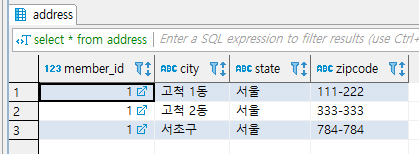 address
select * from address Enter a SQL expression to filter results (use Ctrl+
123 member_id ABC city ABC state ABC zipcode
1 1 고척 1동 서울 111-222
2 1 고척 2동 서울 333-333
3 1 서초구 서울 784-784